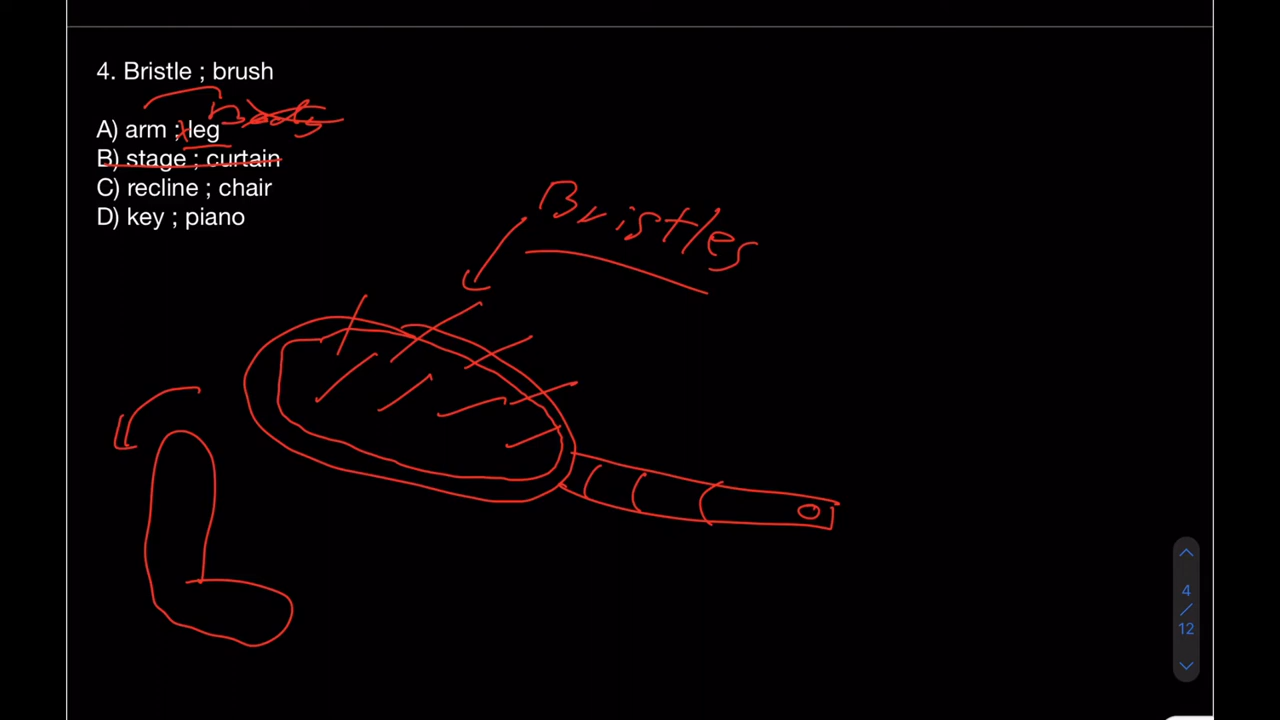 4. Bristle ; brush
A) arm ; leg
B) stage ; curtain
C) recline ; chair
D) key ; piano
Bristles
4
/
12